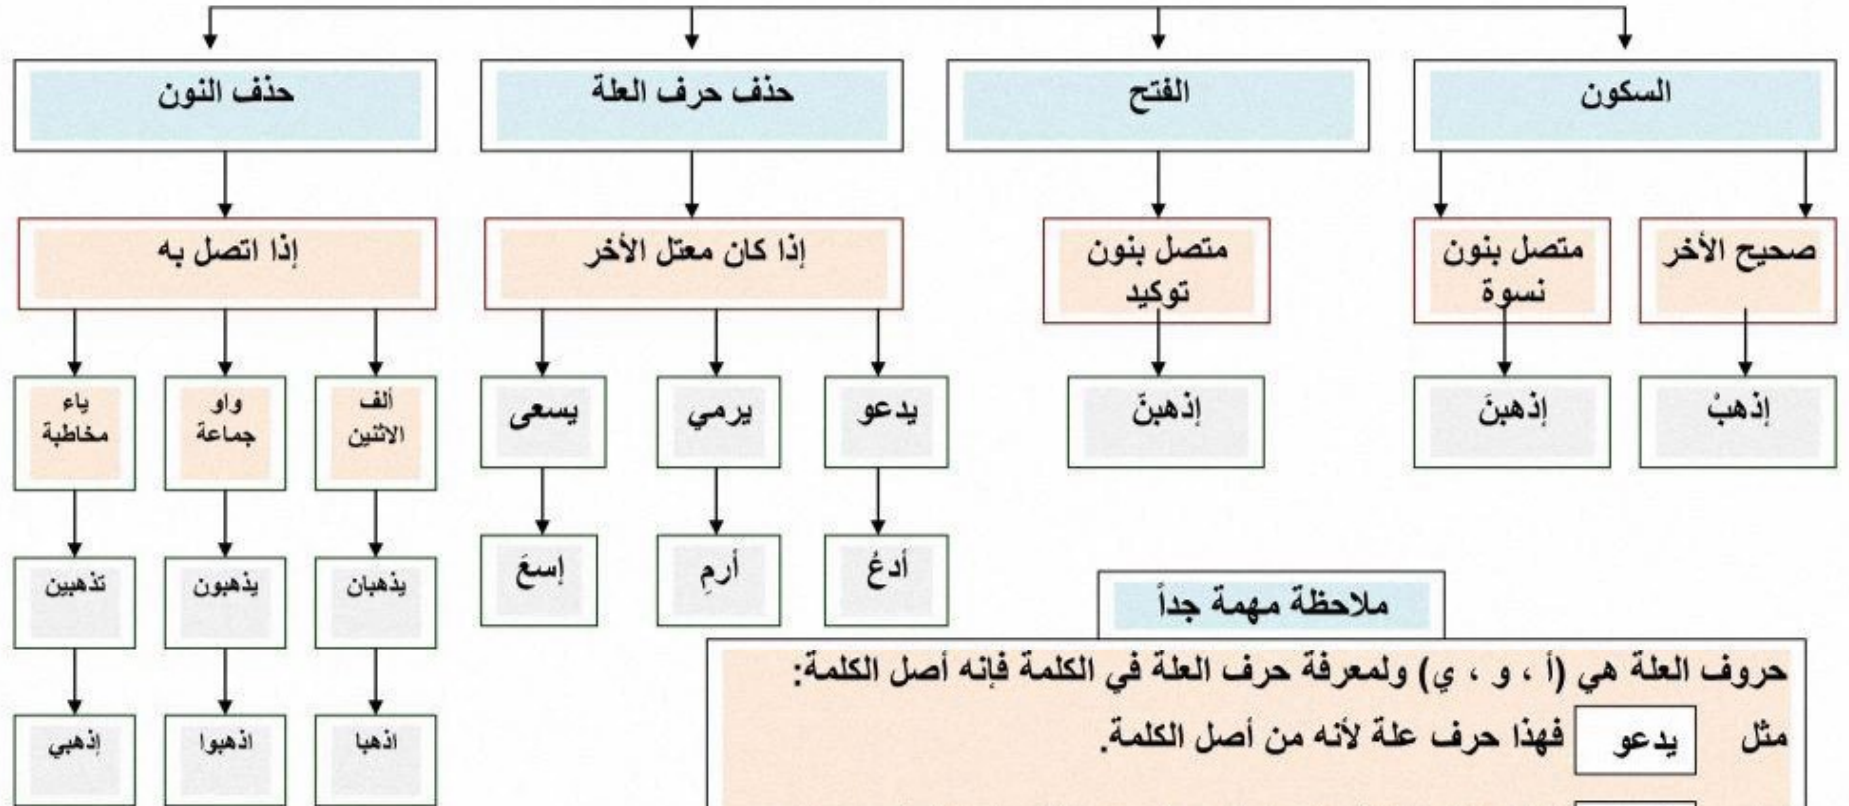 السكون
الفتح
حذف حرف العلة
حذف النون
صحيح الأخر
متصل بنون
نسوة
متصل بنون
توكيد
إذا كان معتل الأخر
إذا اتصل به
إذهبْ
إذهبنَ
إذهبنّ
يدعو
يرمي
يسعى
ألف
الاثنين
واو
جماعة
ياء
مخاطبة
أدعُ
أرمِ
إسعَ
يذهبان
يذهبون
تذهبين
اذهبا
اذهبوا
إذهبي
ملاحظة مهمة جداً
حروف العلة هي (أ ، و ، ي) ولمعرفة حرف العلة في الكلمة فإنه أصل الكلمة:
مثل يدعو فهذا حرف علة لأنه من أصل الكلمة.